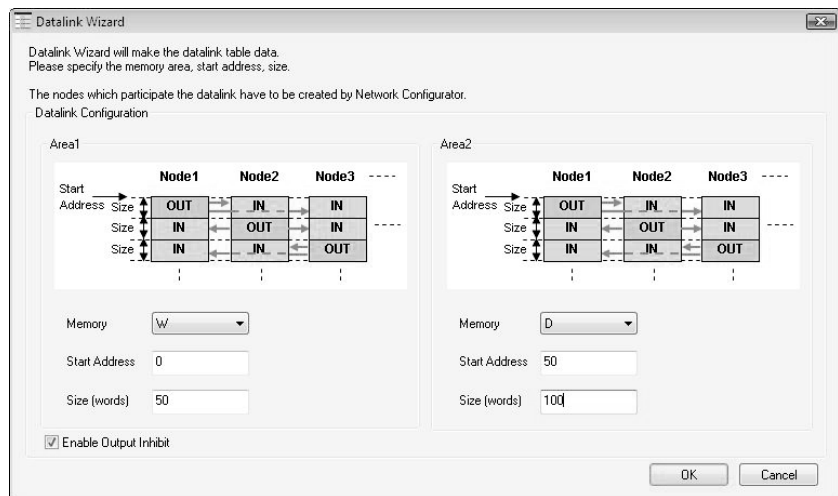 Datalink Wizard
Datalink Wizard will make the datalink table data.
Please specify the memory area, start address, size.
The nodes which participate the datalink have to be created by Network Configurator.
Datalink Configuration
Area1
Node1 Node2 Node3
Start
Address Size OUT IN IN
Size IN OUT IN
Size IN IN OUT
Memory W
Start Address 0
Size (words) 50
Area2
Node1 Node2 Node3
Start
Address Size OUT IN IN
Size IN OUT IN
Size IN IN OUT
Memory D
Start Address 50
Size (words) 100
Enable Output Inhibit
OK Cancel